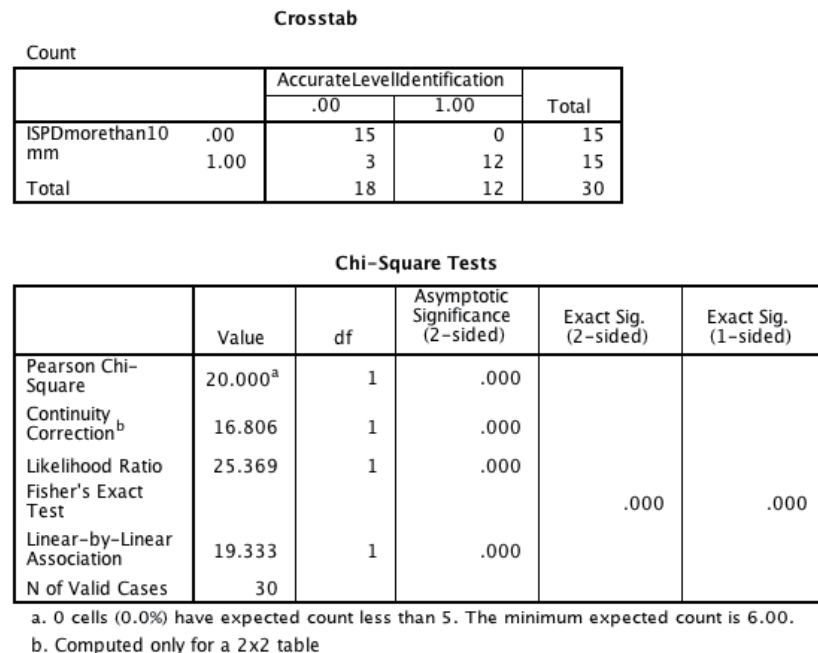 Crosstab
Count
AccurateLevelIdentification
.00 1.00 Total
ISPDmorethan10 .00 15 0 15
mm 1.00 3 12 15
Total 18 12 30
Chi-Square Tests
Asymptotic
Significance Exact Sig. Exact Sig.
Value df (2-sided) (2-sided) (1-sided)
Pearson Chi-
Square 20.000a 1 .000
Continuity
Correctionb 16.806 1 .000
Likelihood Ratio 25.369 1 .000
Fisher's Exact
Test .000 .000
Linear-by-Linear
Association 19.333 1 .000
N of Valid Cases 30
a. 0 cells (0.0%) have expected count less than 5. The minimum expected count is 6.00.
b. Computed only for a 2x2 table